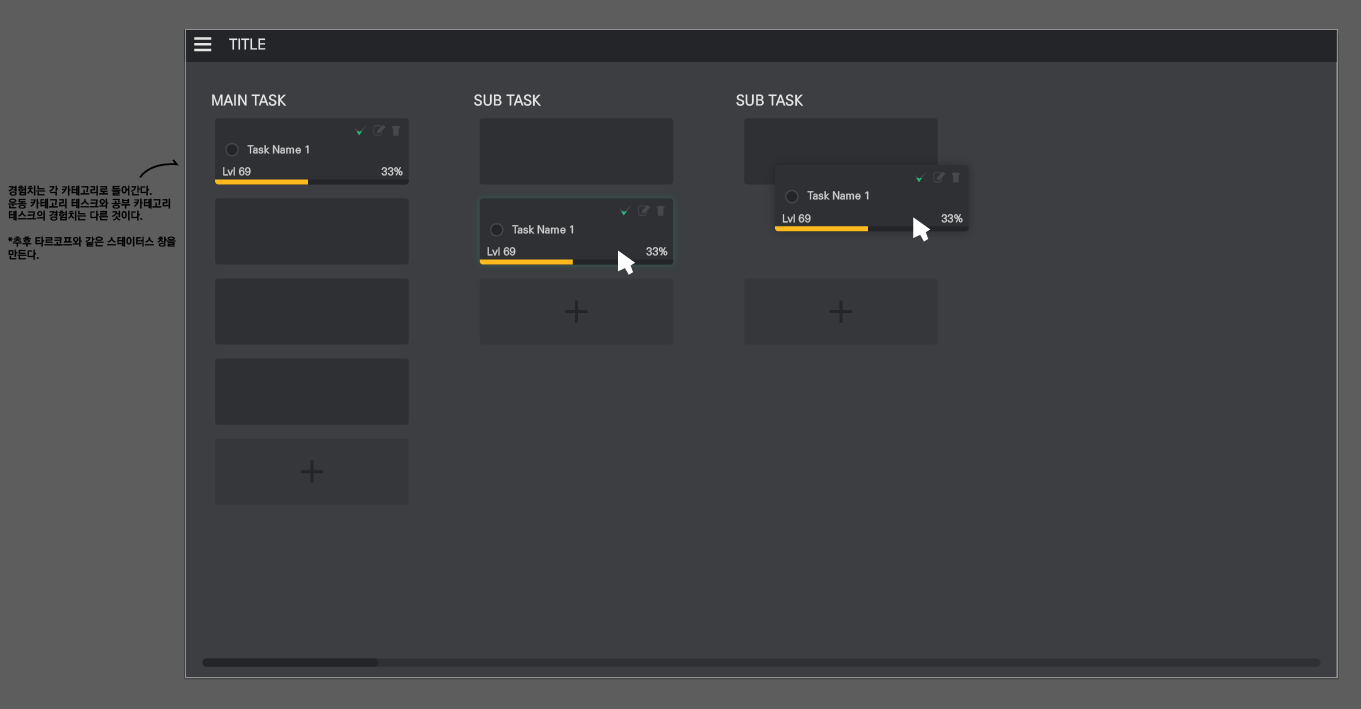 TITLE
MAIN TASK
SUB TASK
SUB TASK
Task Name 1
Lvl 69
33%
경험치는 각 카테고리로 들어간다.
운동 카테고리 테스크와 공부 카테고리
테스크의 경험치는 다른 것이다.
*추후 타르코프와 같은 스테이터스 창을
만든다.
Task Name 1
Lvl 69
33%
Task Name 1
Lvl 69
33%